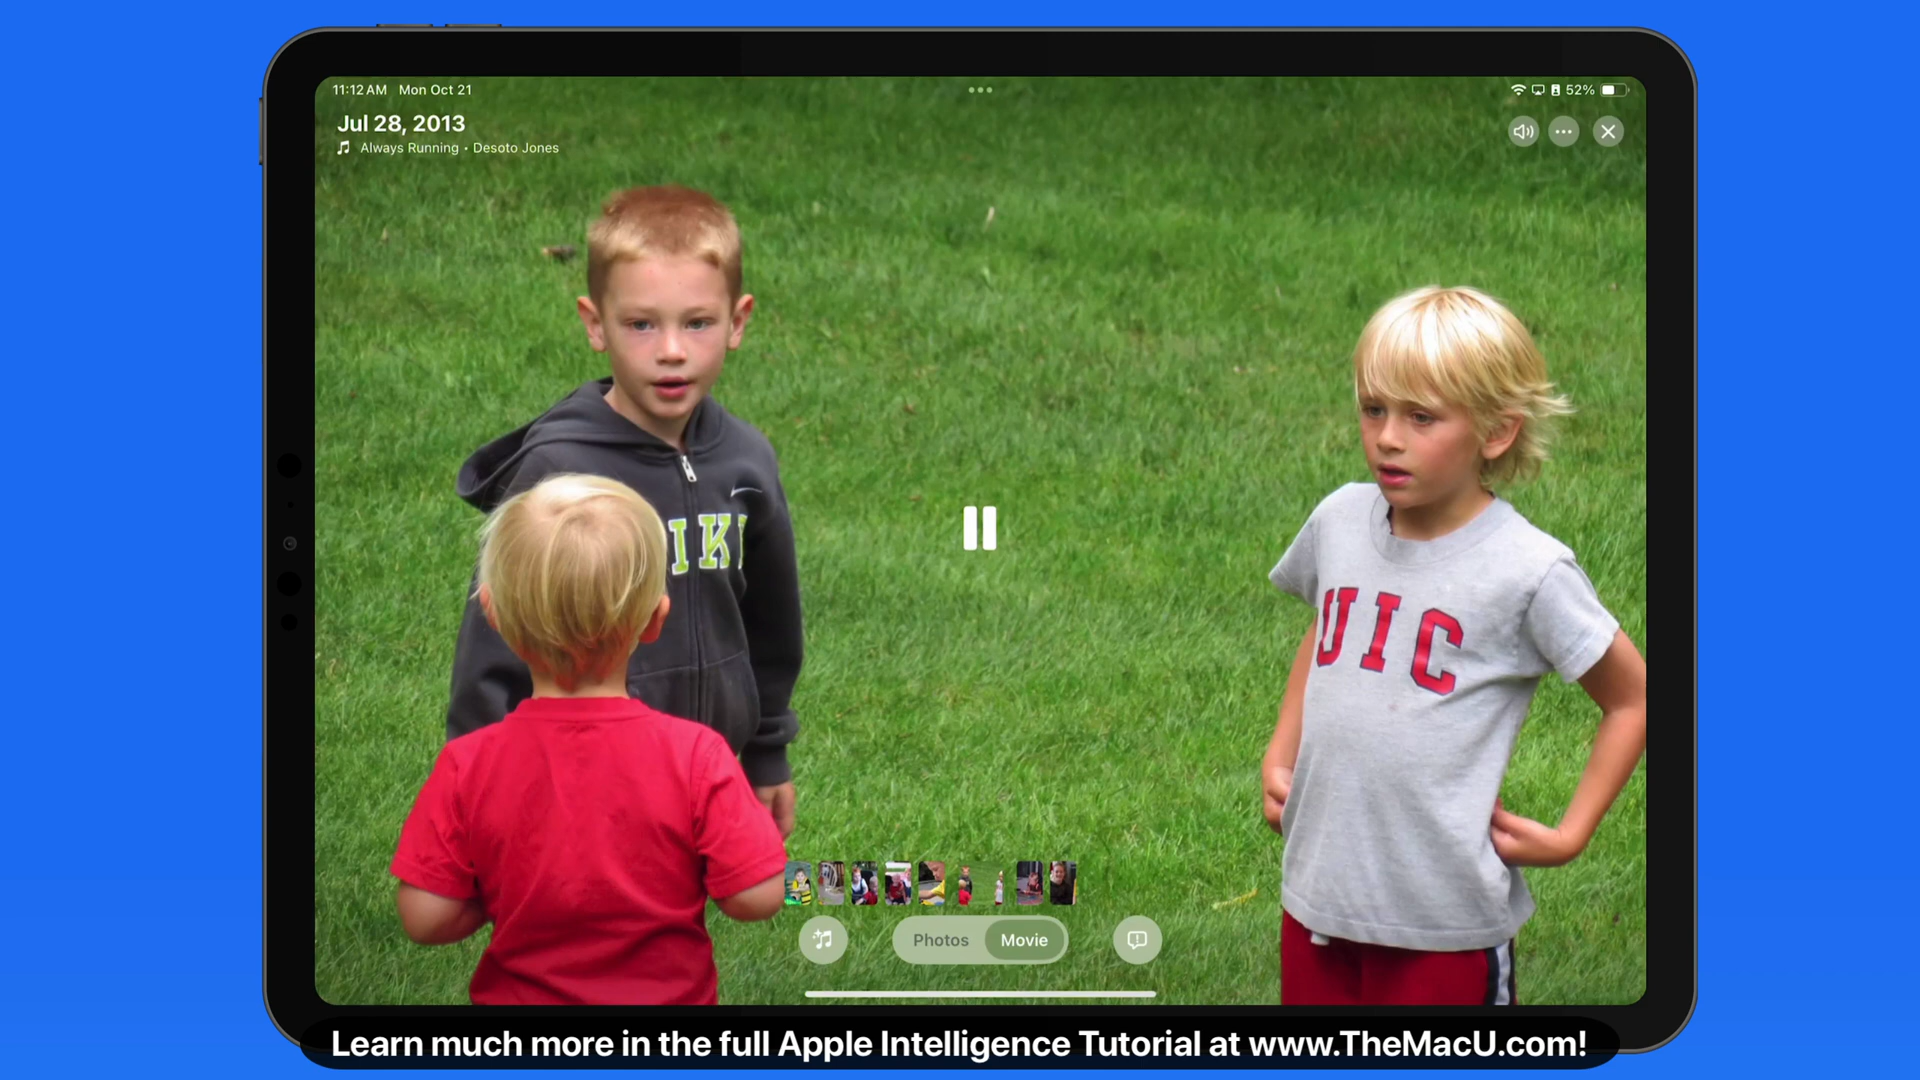 11:12 AM Mon Oct 21
52%
Jul 28, 2013
Always Running • Desoto Jones
IKE
UIC
Photos Movie
Learn much more in the full Apple Intelligence Tutorial at www.TheMacU.com!